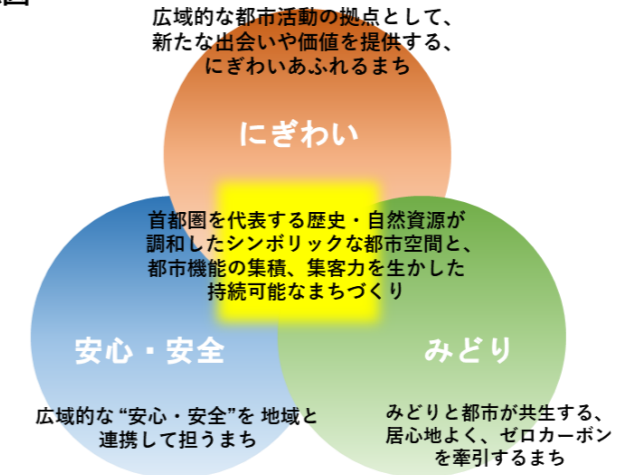 広域的な都市活動の拠点として、
新たな出会いや価値を提供する、
にぎわいあふれるまち
にぎわい
首都圏を代表する歴史・自然資源が
調和したシンボリックな都市空間と、
都市機能の集積、集客力を生かした
持続可能なまちづくり
安心・安全
みどり
広域的な“安心・安全”を 地域と
連携して担うまち
みどりと都市が共生する、
居心地よく、ゼロカーボン
を牽引するまち